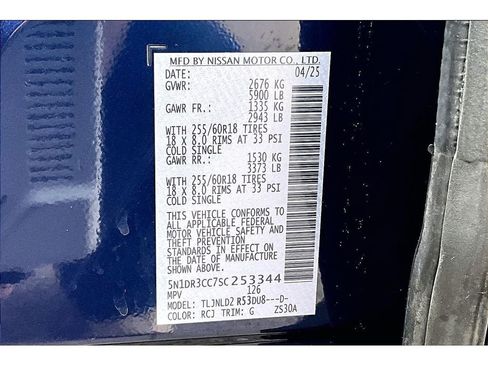 MFD BY NISSAN MOTOR CO., LTD.
DATE: 04/25
GVWR: 2676 KG
5900 LB
GAWR FR.: 1335 KG
2943 LB
WITH 255/60R18 TIRES
18 X 8.0 RIMS AT 33 PSI
COLD SINGLE
GAWR RR.: 1530 KG
3373 LB
WITH 255/60R18 TIRES
18 X 8.0 RIMS AT 33 PSI
COLD SINGLE
THIS VEHICLE CONFORMS TO
ALL APPLICABLE FEDERAL
MOTOR VEHICLE SAFETY
AND THEFT PREVENTION
STANDARDS IN EFFECT ON
THE DATE OF MANUFACTURE
SHOWN ABOVE.
5N1DR3CC7SC253344
MPV 126
MODEL: TLJNLD2 R53DU8---D-
COLOR: RCJ TRIM: G ZS30A